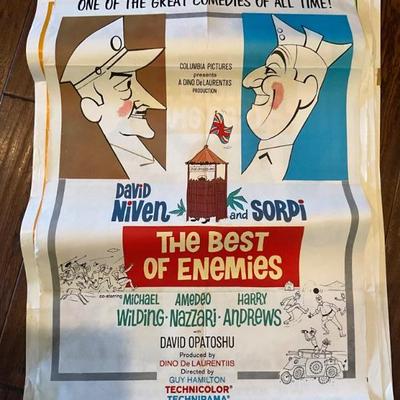 ONE OF THE GREAT COMEDIES OF ALL TIME!
COLUMBIA PICTURES
presents
A DINO DE LAURENTIIS
PRODUCTION
DAVID
NIVEN and SORDI
THE BEST
OF ENEMIES
co-starring MICHAEL AMEDEO HARRY
WILDING · NAZZARI · ANDREWS
with
DAVID OPATOSHU
Produced by
DINO DE LAURENTIIS
Directed by
GUY HAMILTON
TECHNICOLOR®
TECHNIRAMA®